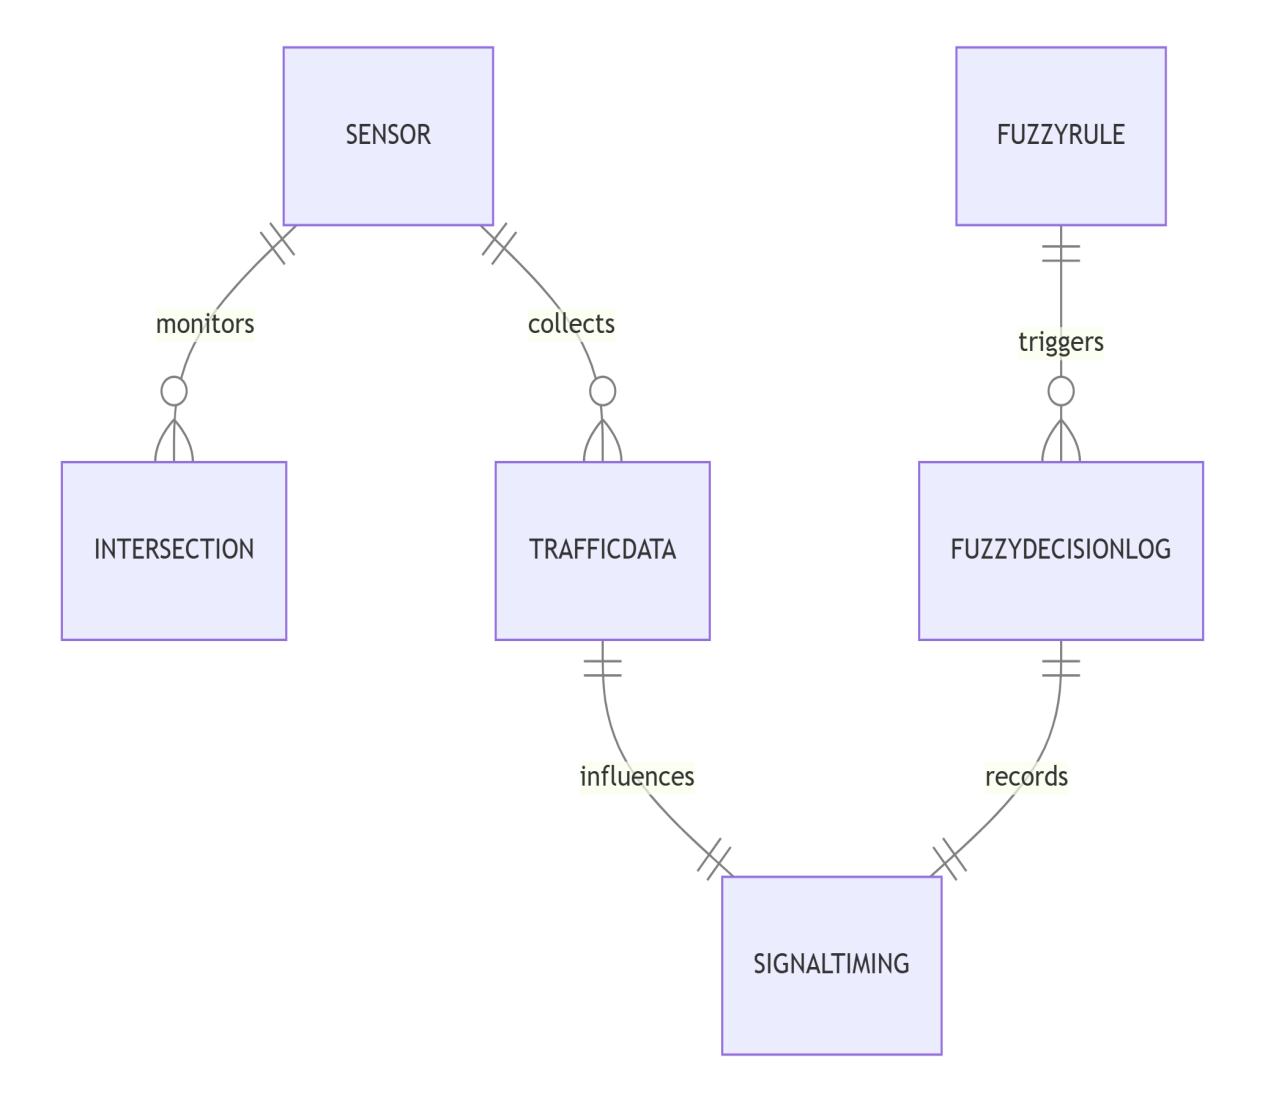 SENSOR
FUZZYRULE
monitors
collects
triggers
INTERSECTION
TRAFFICDATA
FUZZYDECISIONLOG
influences
records
SIGNALTIMING